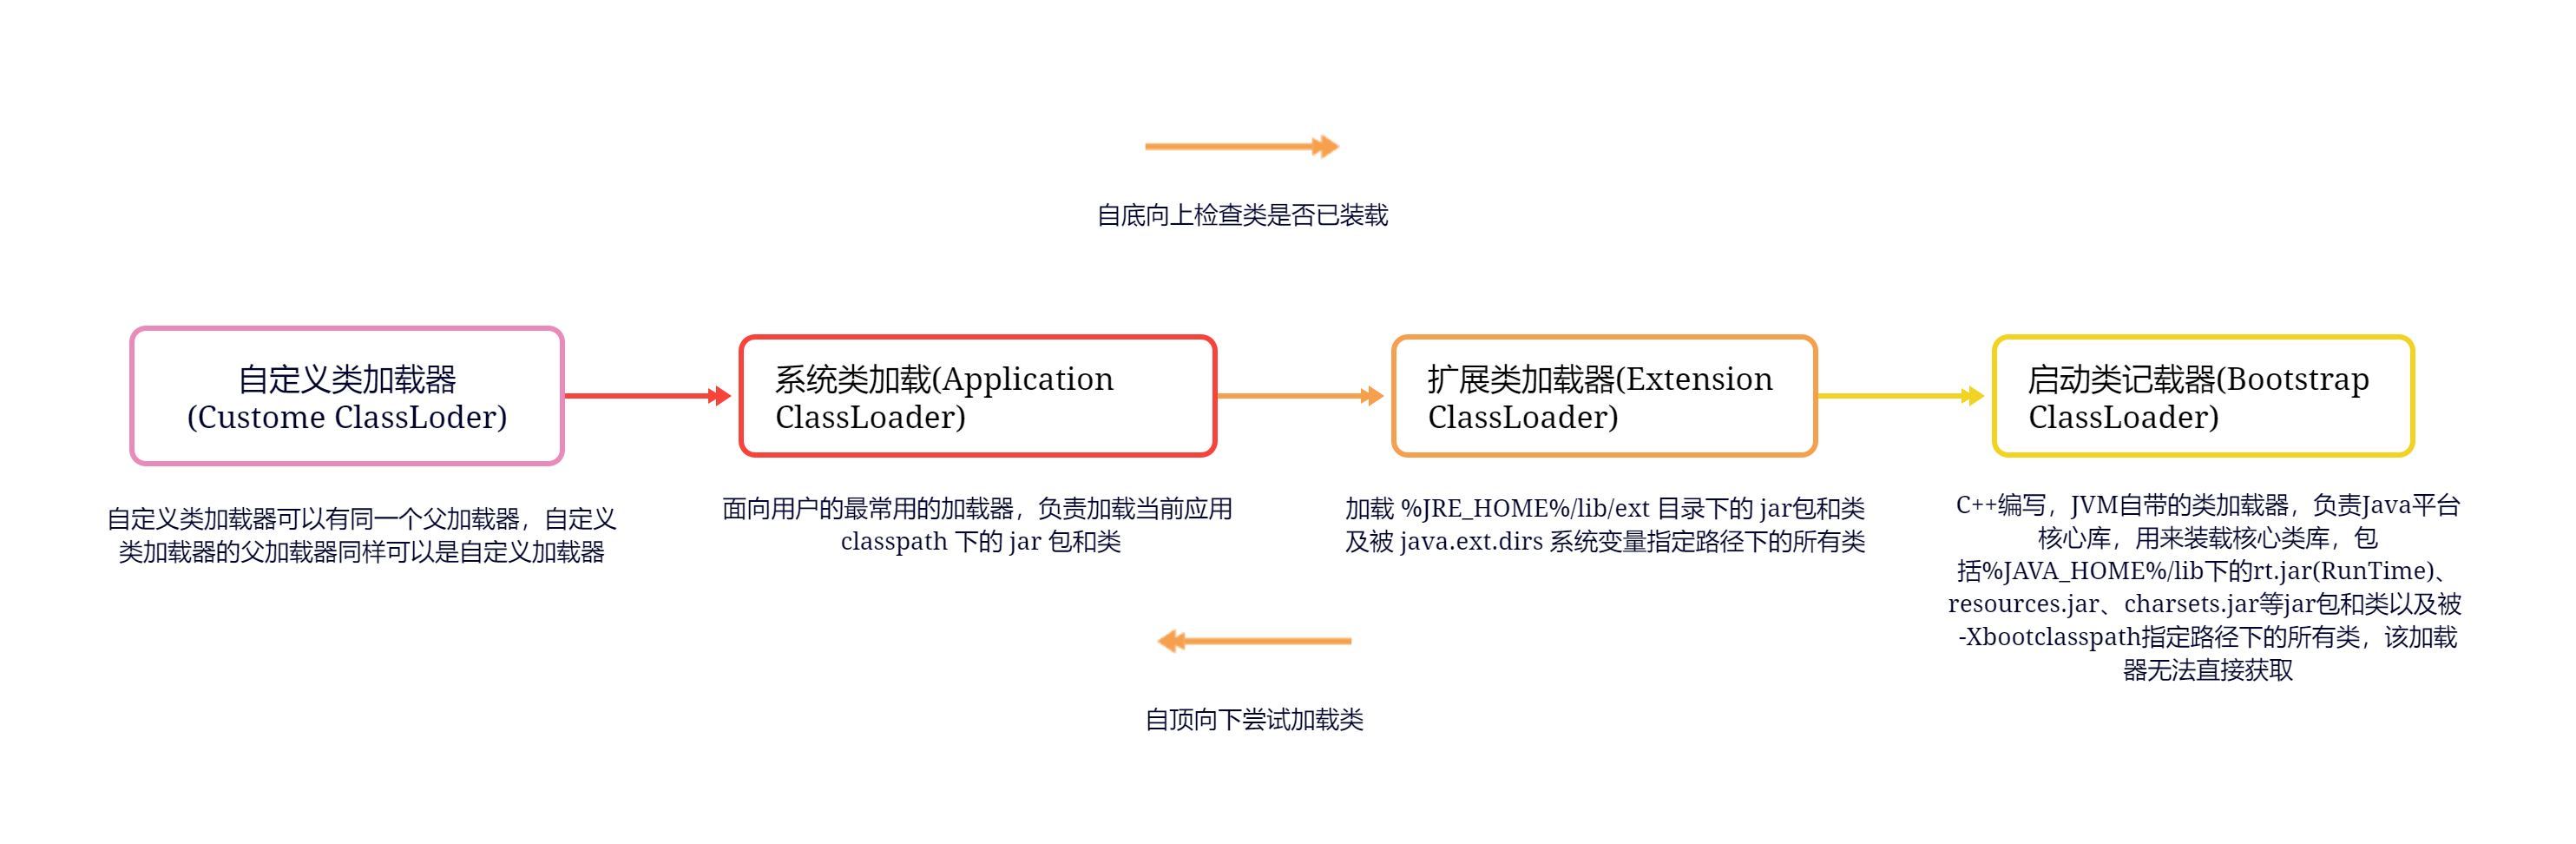 自底向上检查类是否已装载
自定义类加载器
(Custome ClassLoder)
系统类加载(Application
ClassLoader)
扩展类加载器(Extension
ClassLoader)
启动类记载器(Bootstrap
ClassLoader)
自定义类加载器可以有同一个父加载器，自定义
类加载器的父加载器同样可以是自定义加载器
面向用户的最常用的加载器，负责加载当前应用
classpath 下的 jar 包和类
加载 %JRE_HOME%/lib/ext 目录下的 jar包和类
及被 java.ext.dirs 系统变量指定路径下的所有类
C++编写，JVM自带的类加载器，负责Java平台
核心库，用来装载核心类库，包
括%JAVA_HOME%/lib下的rt.jar(RunTime)、
resources.jar、charsets.jar等jar包和类以及被
-Xbootclasspath指定路径下的所有类，该加载
器无法直接获取
自顶向下尝试加载类